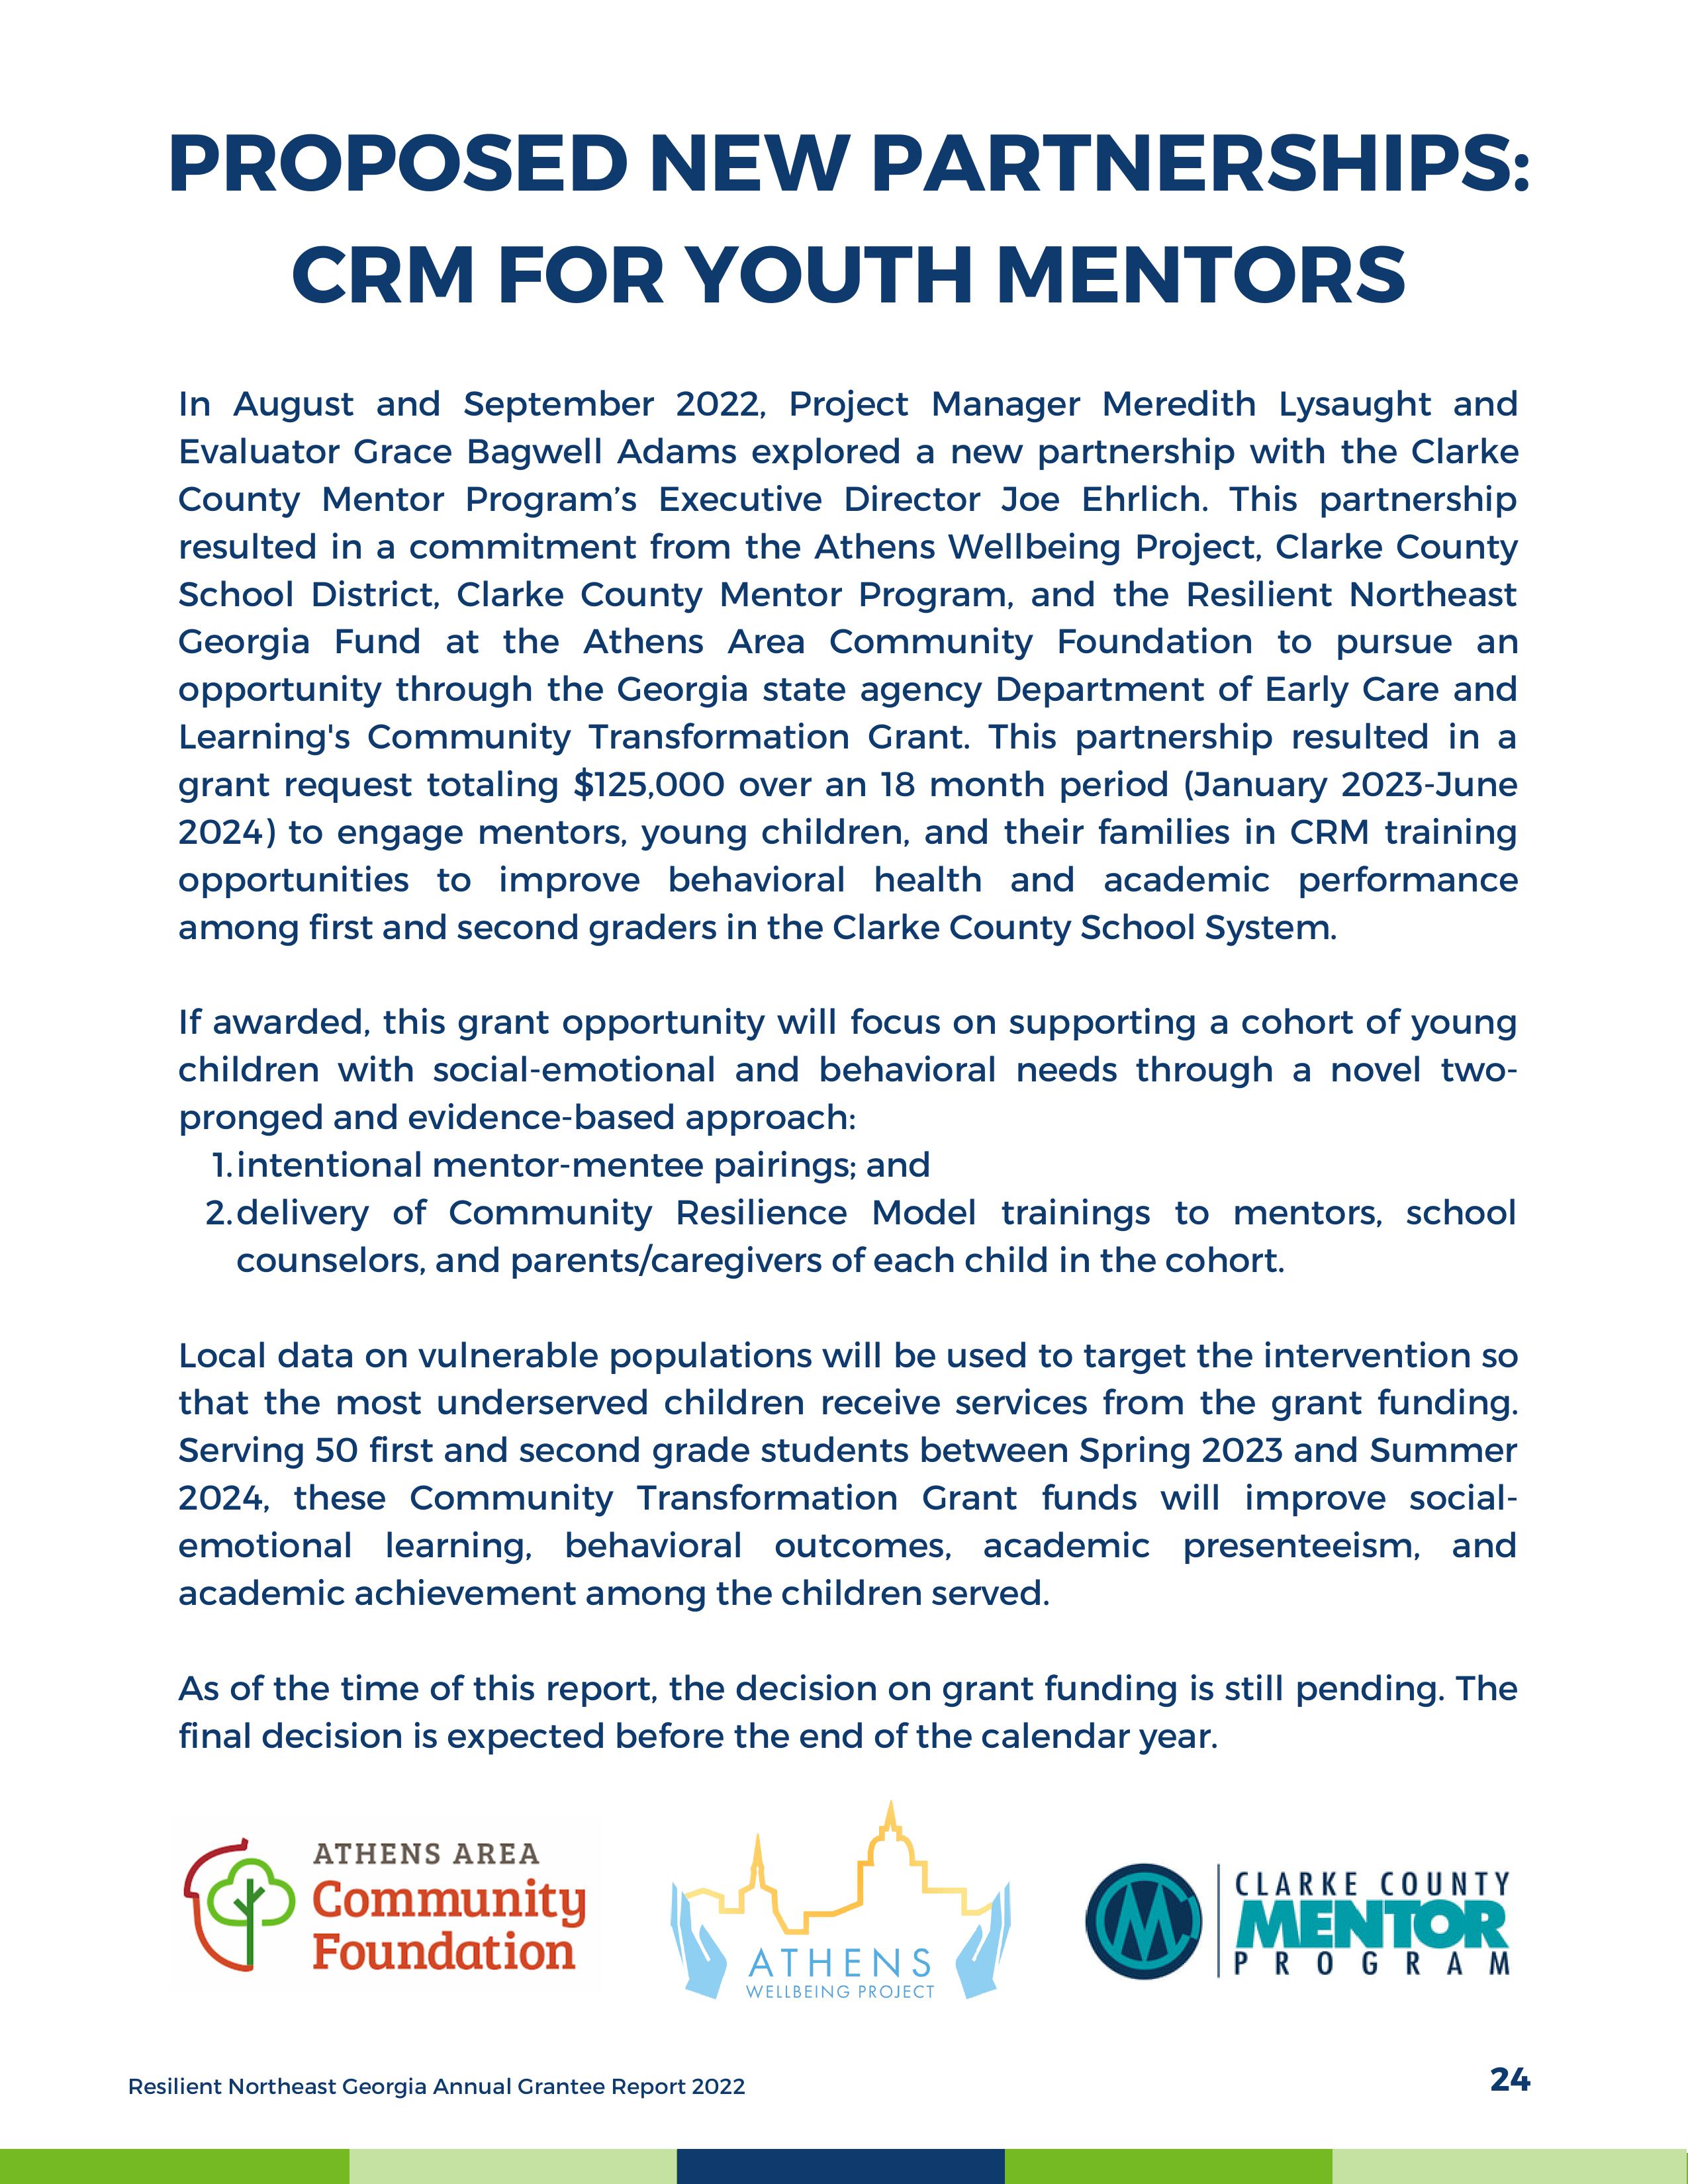 PROPOSED NEW PARTNERSHIPS:
CRM FOR YOUTH MENTORS
In August and September 2022, Project Manager Meredith Lysaught and
Evaluator Grace Bagwell Adams explored a new partnership with the Clarke
County Mentor Program’s Executive Director Joe Ehrlich. This partnership
resulted in a commitment from the Athens Wellbeing Project, Clarke County
School District, Clarke County Mentor Program, and the Resilient Northeast
Georgia Fund at the Athens Area Community Foundation to pursue an
opportunity through the Georgia state agency Department of Early Care and
Learning's Community Transformation Grant. This partnership resulted in a
grant request totaling $125,000 over an 18 month period (January 2023-June
2024) to engage mentors, young children, and their families in CRM training
opportunities to improve behavioral health and academic performance
among first and second graders in the Clarke County School System.
If awarded, this grant opportunity will focus on supporting a cohort of young
children with social-emotional and behavioral needs through a novel two-
pronged and evidence-based approach:
1. intentional mentor-mentee pairings; and
2. delivery of Community Resilience Model trainings to mentors, school
counselors, and parents/caregivers of each child in the cohort.
Local data on vulnerable populations will be used to target the intervention so
that the most underserved children receive services from the grant funding.
Serving 50 first and second grade students between Spring 2023 and Summer
2024, these Community Transformation Grant funds will improve social-
emotional learning, behavioral outcomes, academic presenteeism, and
academic achievement among the children served.
As of the time of this report, the decision on grant funding is still pending. The
final decision is expected before the end of the calendar year.
ATHENS AREA
Community
Foundation
ATHENS
WELLBEING PROJECT
CLARKE COUNTY
MENTOR
PROGRAM
Resilient Northeast Georgia Annual Grantee Report 2022
24